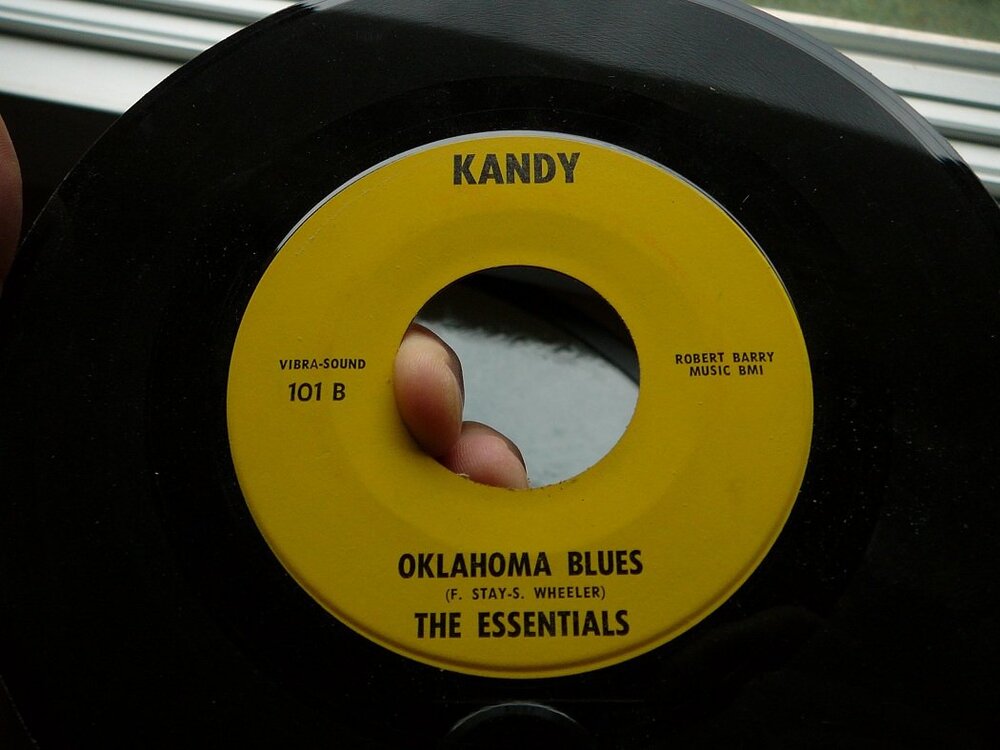 KANDY
VIBRA-SOUND
101 B
ROBERT BARRY
MUSIC BMI
OKLAHOMA BLUES
(F. STAY-S. WHEELER)
THE ESSENTIALS